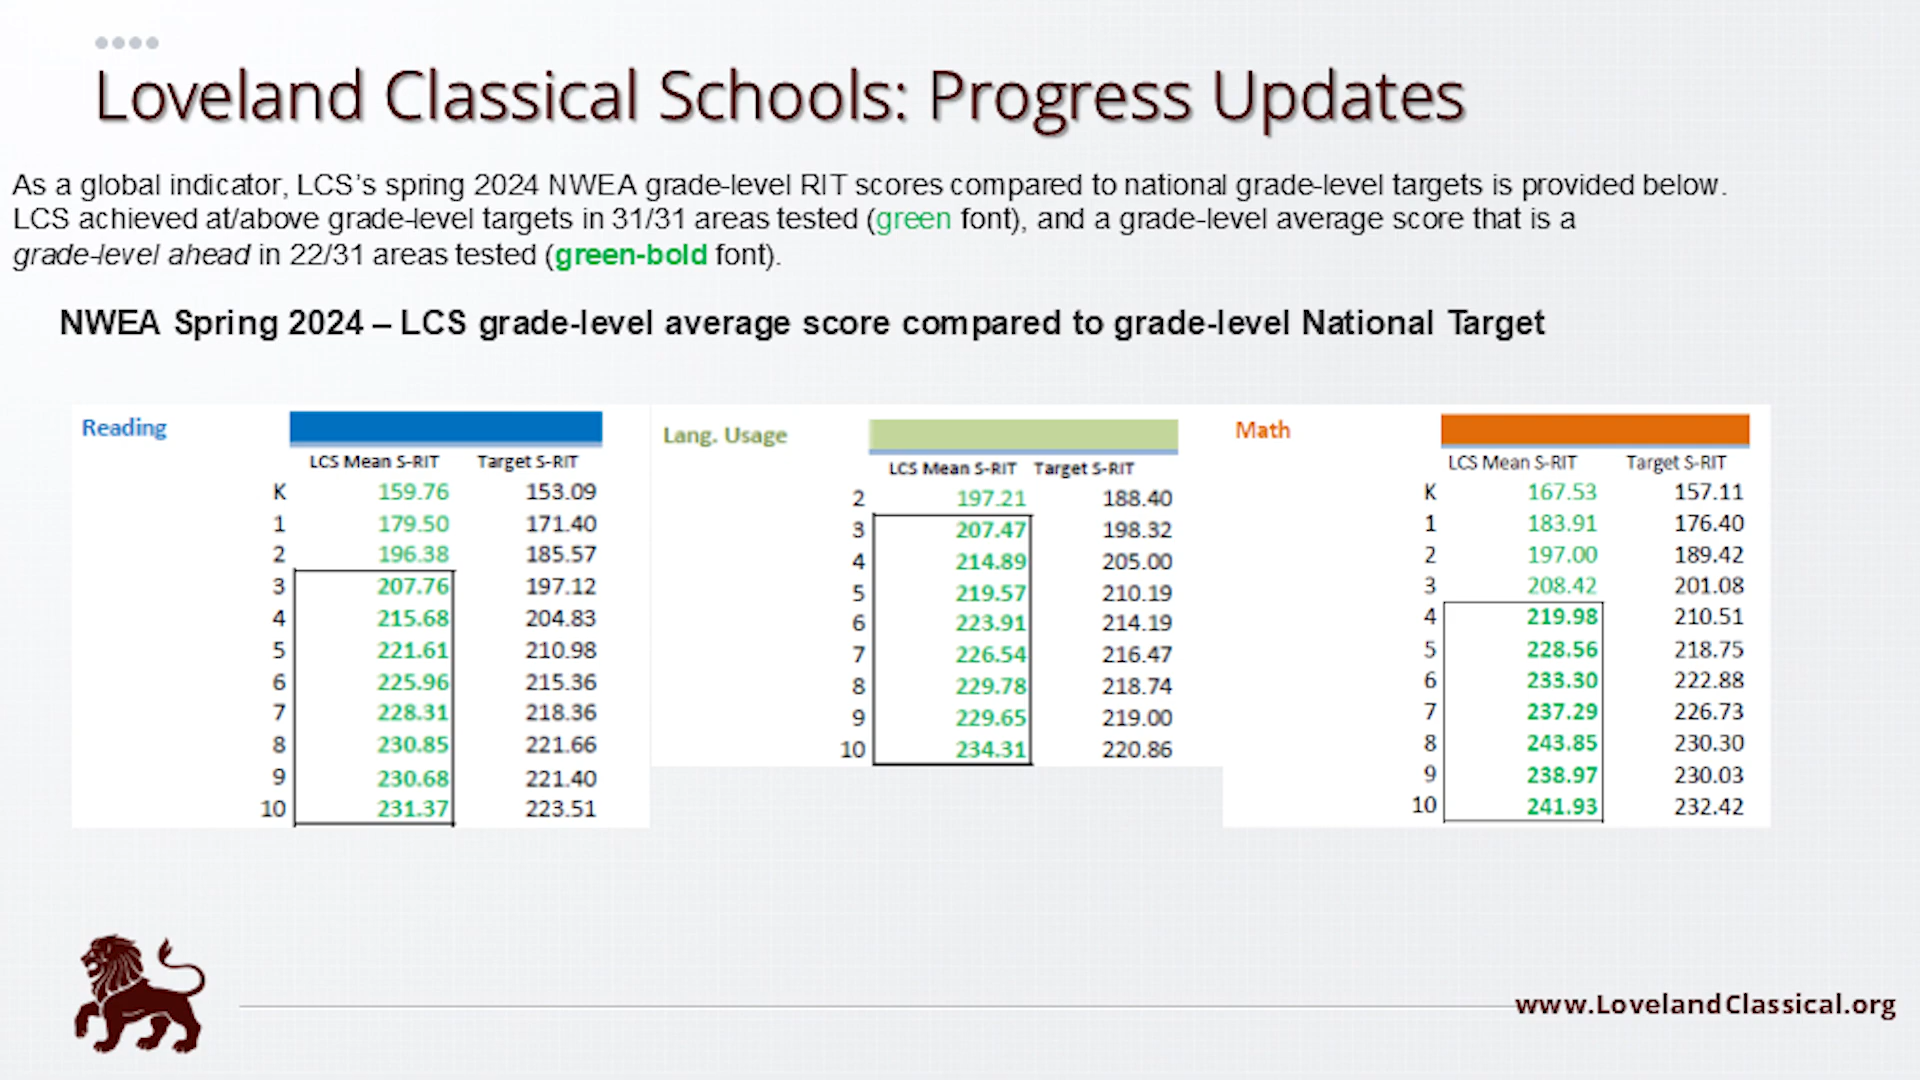 Loveland Classical Schools: Progress Updates
As a global indicator, LCS's spring 2024 NWEA grade-level RIT scores compared to national grade-level targets is provided below.
LCS achieved at/above grade-level targets in 31/31 areas tested (green font), and a grade-level average score that is a
grade-level ahead in 22/31 areas tested (green-bold font).
NWEA Spring 2024 – LCS grade-level average score compared to grade-level National Target
Reading
LCS Mean S-RIT Target S-RIT
K 159.76 153.09
1 179.50 171.40
2 196.38 185.57
3 207.76 197.12
4 215.68 204.83
5 221.61 210.98
6 225.96 215.36
7 228.31 218.36
8 230.85 221.66
9 230.68 221.40
10 231.37 223.51
Lang. Usage
LCS Mean S-RIT Target S-RIT
2 197.21 188.40
3 207.47 198.32
4 214.89 205.00
5 219.57 210.19
6 223.91 214.19
7 226.54 216.47
8 229.78 218.74
9 229.65 219.00
10 234.31 220.86
Math
LCS Mean S-RIT Target S-RIT
K 167.53 157.11
1 183.91 176.40
2 197.00 189.42
3 208.42 201.08
4 219.98 210.51
5 228.56 218.75
6 233.30 222.88
7 237.29 226.73
8 243.85 230.30
9 238.97 230.03
10 241.93 232.42
www.LovelandClassical.org